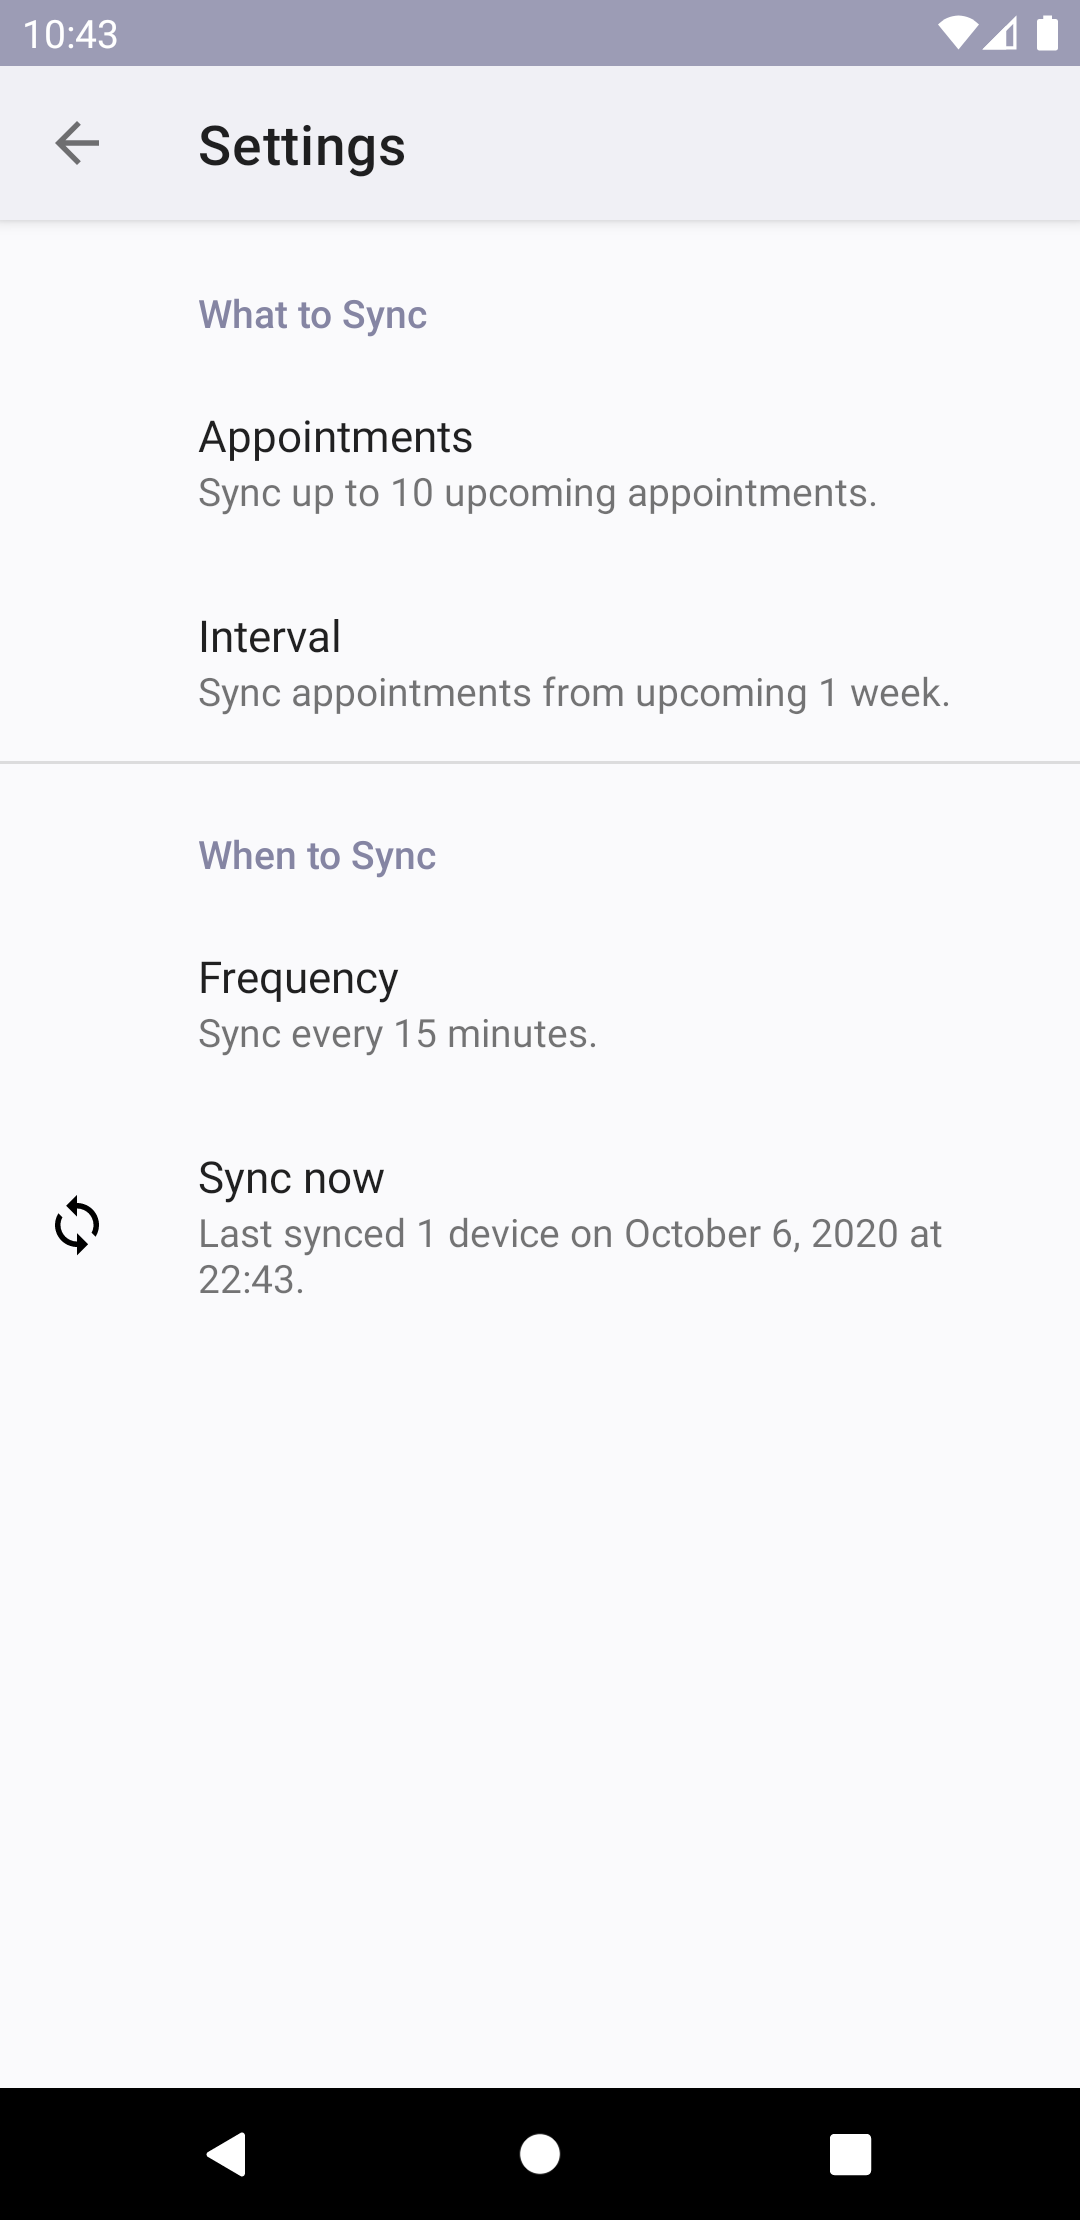 10:43
Settings
What to Sync
Appointments
Sync up to 10 upcoming appointments.
Interval
Sync appointments from upcoming 1 week.
When to Sync
Frequency
Sync every 15 minutes.
Sync now
Last synced 1 device on October 6, 2020 at
22:43.